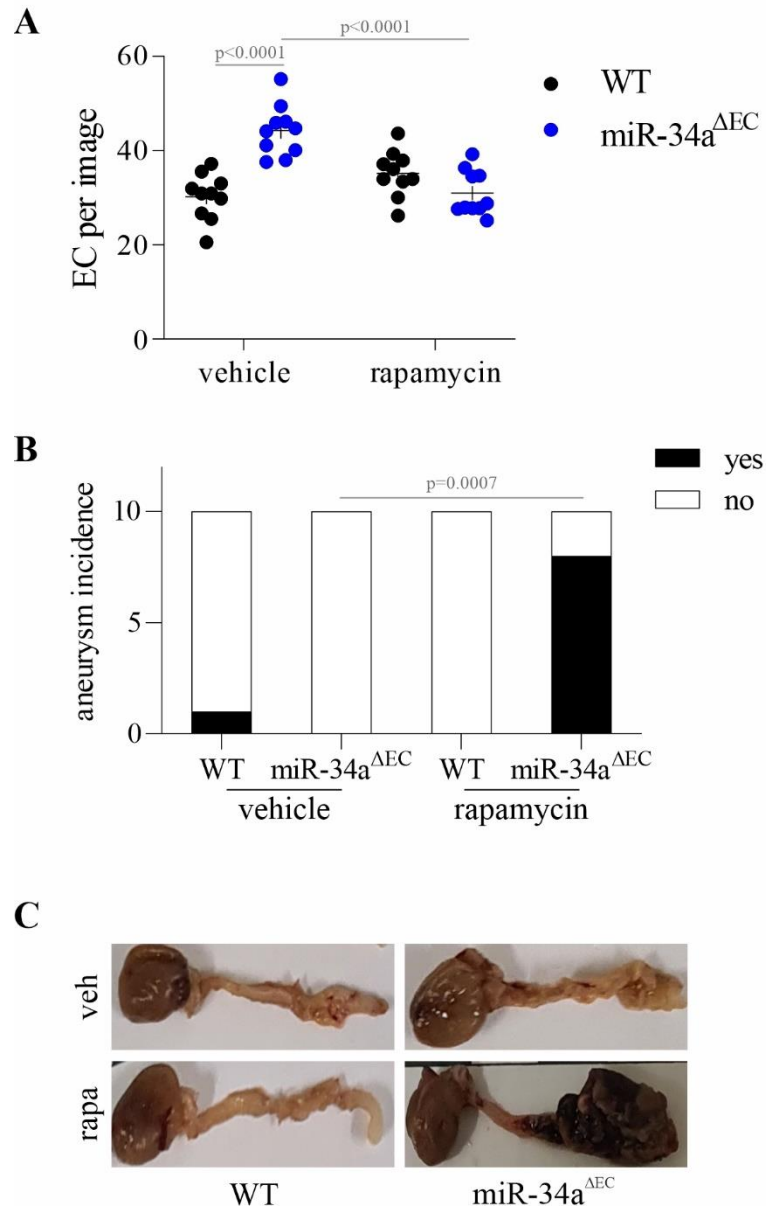 A
p<0.0001
p<0.0001
60
40
20
0
EC per image
vehicle rapamycin
WT
miR-34a^ΔEC
B
yes
no
p=0.0007
10
5
0
aneurysm incidence
WT miR-34a^ΔEC WT miR-34a^ΔEC
vehicle rapamycin
C
veh
rapa
WT miR-34a^ΔEC